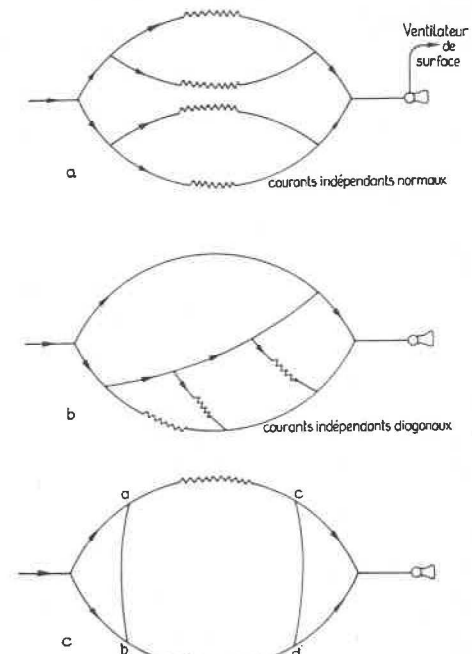 Ventilateur
de
surface
a
courants indépendants normaux
b
courants indépendants diagonaux
a
c
c
b
d